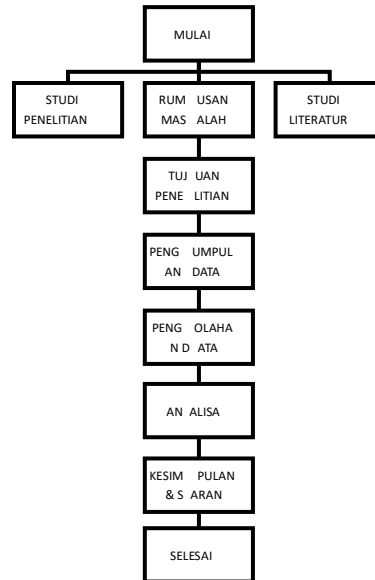 MULAI
STUDI
PENELITIAN
RUM USAN
MAS ALAH
STUDI
LITERATUR
TUJ UAN
PENE LITIAN
PENG UMPUL
AN DATA
PENG OLAHA
N D ATA
AN ALISA
KESIM PULAN
& S ARAN
SELESAI